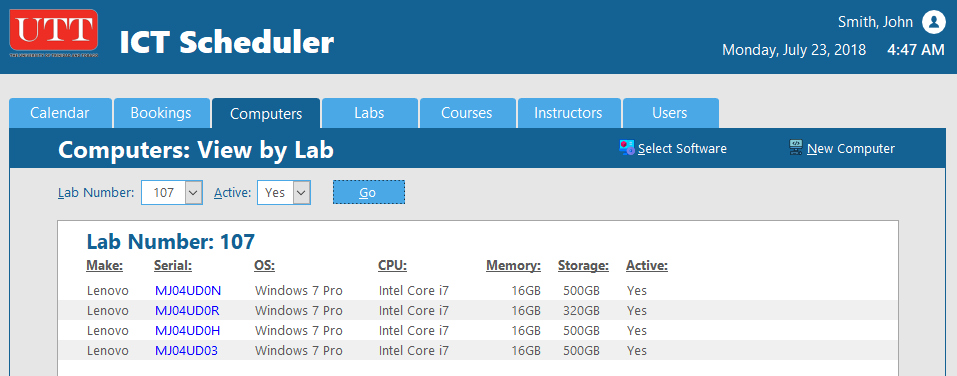 UTT
ICT Scheduler
Smith, John
Monday, July 23, 2018 4:47 AM
Calendar Bookings Computers Labs Courses Instructors Users
Computers: View by Lab
Select Software New Computer
Lab Number: 107 Active: Yes Go
Lab Number: 107
Make: Serial: OS: CPU: Memory: Storage: Active:
Lenovo MJ04UD0N Windows 7 Pro Intel Core i7 16GB 500GB Yes
Lenovo MJ04UD0R Windows 7 Pro Intel Core i7 16GB 320GB Yes
Lenovo MJ04UD0H Windows 7 Pro Intel Core i7 16GB 500GB Yes
Lenovo MJ04UD03 Windows 7 Pro Intel Core i7 16GB 500GB Yes